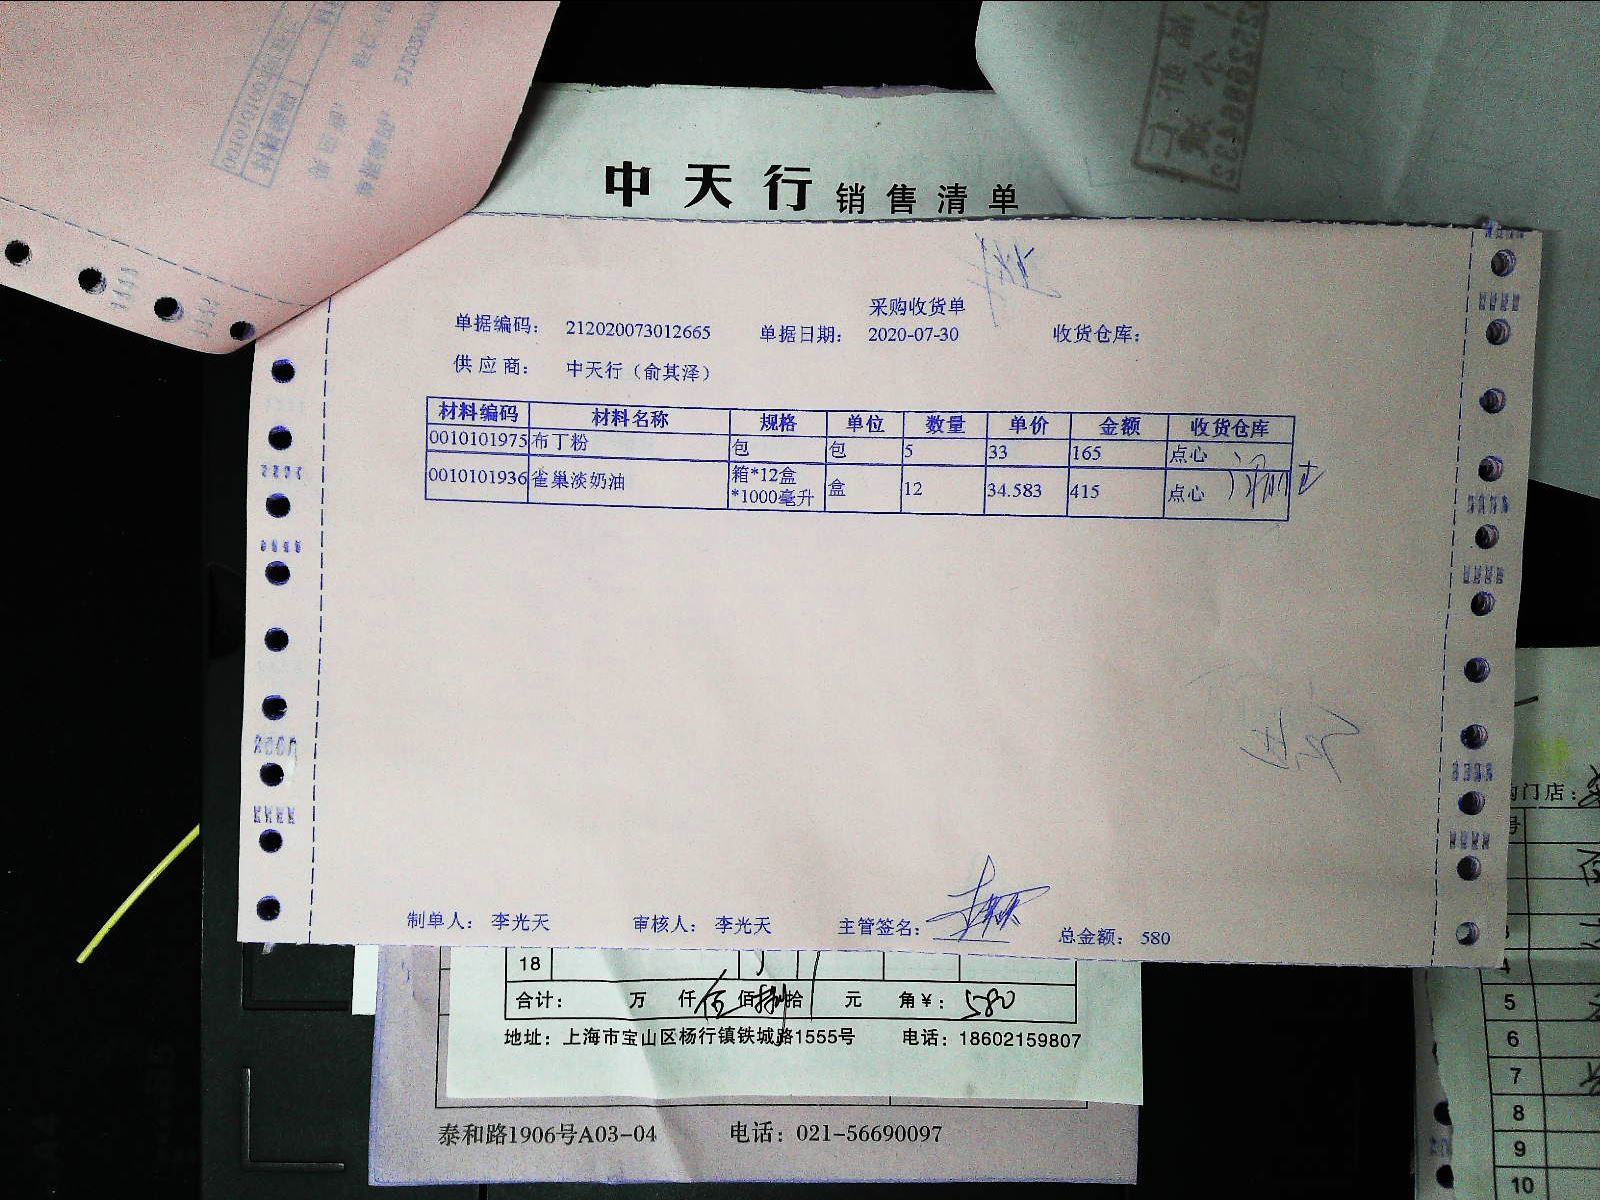 中天行 销售清单
采购收货单
单据编码： 212020073012665 单据日期： 2020-07-30 收货仓库：
供应商： 中天行（俞其泽）
材料编码 材料名称 规格 单位 数量 单价 金额 收货仓库
0010101975 布丁粉 包 包 5 33 165 点心
0010101936 雀巢淡奶油 箱*12盒*1000毫升 盒 12 34.583 415 点心
制单人： 李光天 审核人： 李光天 主管签名： 总金额： 580
18
合计： 万 仟 伍 佰 捌 拾 元 角 ¥： 580
地址：上海市宝山区杨行镇铁城路1555号 电话：18602159807
泰和路1906号A03-04 电话：021-56690097
门店：
4
5
6
7
8
9
10